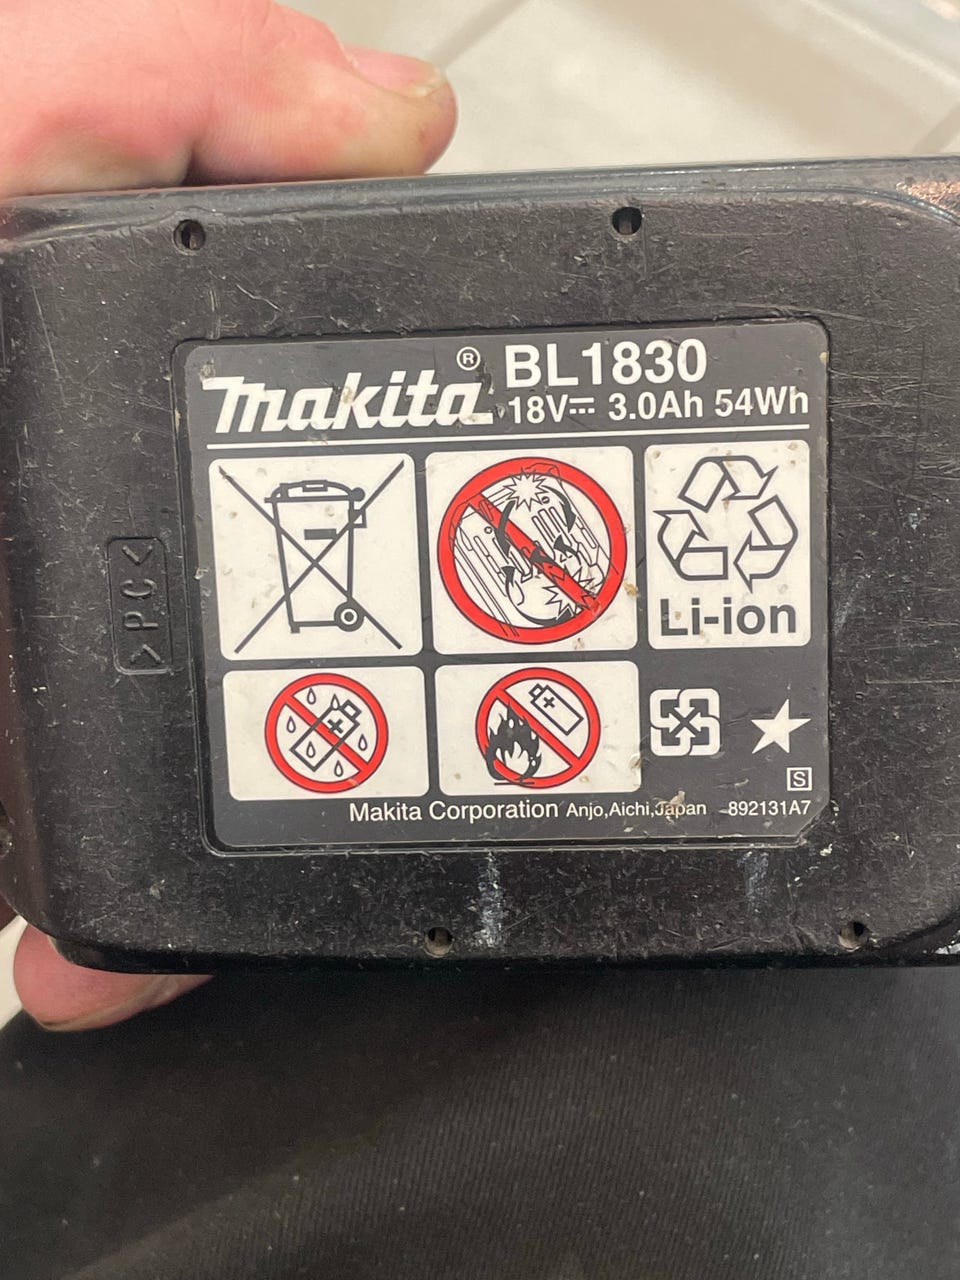 makita® BL1830
18V⎓ 3.0Ah 54Wh
Li-ion
>PC<
S
Makita Corporation Anjo,Aichi,Japan 892131A7